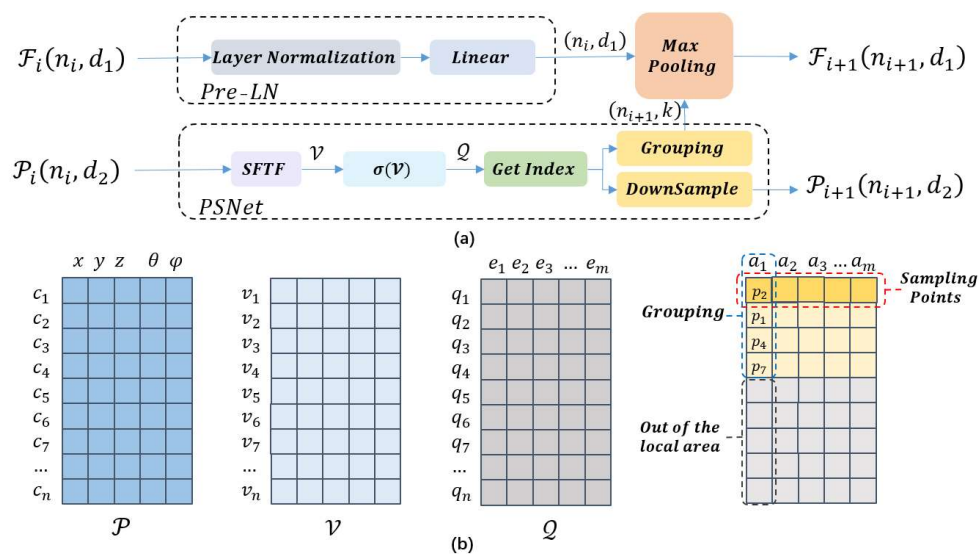 ℱᵢ(nᵢ, d₁)
Layer Normalization
Linear
Pre-LN
(nᵢ, d₁)
Max
Pooling
ℱᵢ₊₁(nᵢ₊₁, d₁)
(nᵢ₊₁, k)
𝒫ᵢ(nᵢ, d₂)
SFTF
𝒱
σ(𝒱)
𝒬
Get Index
Grouping
DownSample
PSNet
𝒫ᵢ₊₁(nᵢ₊₁, d₂)
(a)
x y z θ φ
c₁
c₂
c₃
c₄
c₅
c₆
c₇
...
cₙ
𝒫
v₁
v₂
v₃
v₄
v₅
v₆
v₇
...
vₙ
𝒱
e₁ e₂ e₃ ... eₘ
q₁
q₂
q₃
q₄
q₅
q₆
q₇
...
qₙ
𝒬
a₁ a₂ a₃ ... aₘ
p₂
p₁
p₄
p₇
Sampling
Points
Grouping
Out of the
local area
(b)